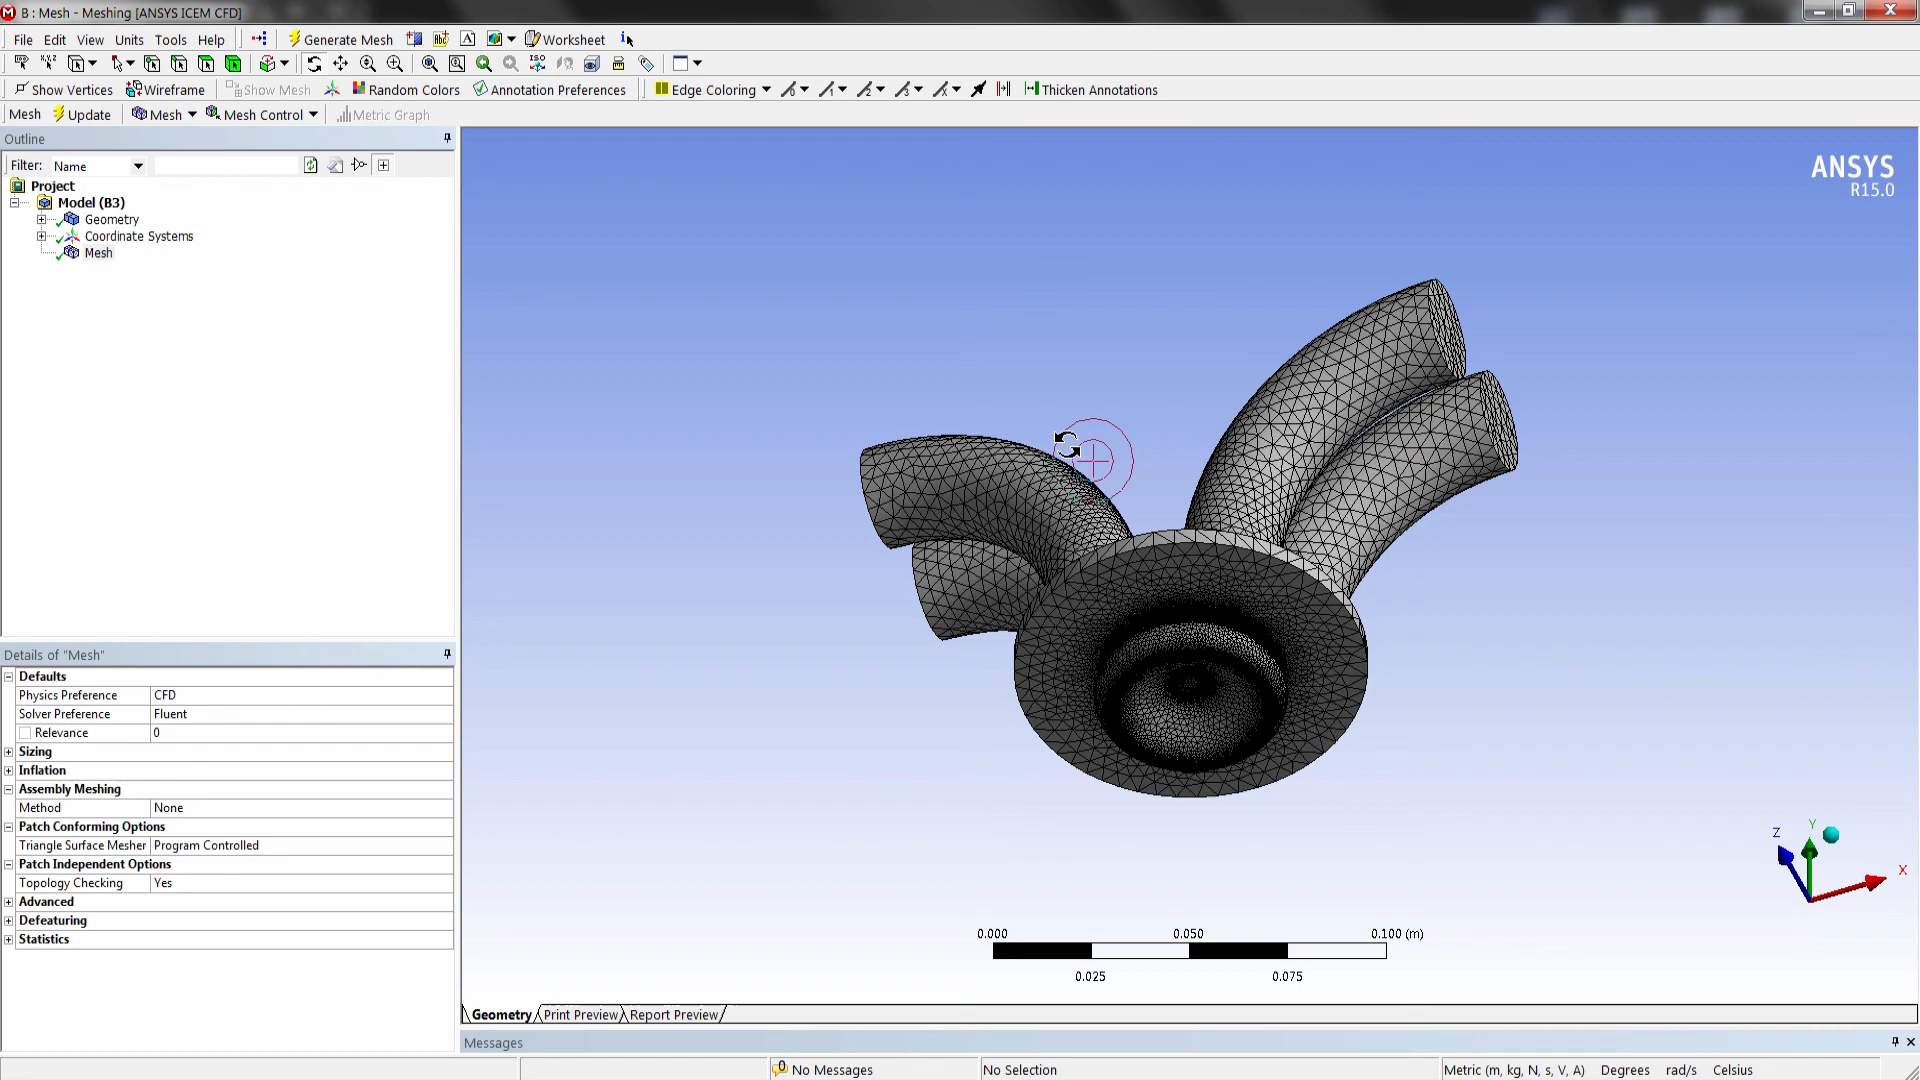 B : Mesh - Meshing [ANSYS ICEM CFD]
File Edit View Units Tools Help Generate Mesh Worksheet
Show Vertices Wireframe Show Mesh Random Colors Annotation Preferences Edge Coloring Thicken Annotations
Mesh Update Mesh Mesh Control Metric Graph
Outline
Filter: Name
Project
Model (B3)
Geometry
Coordinate Systems
Mesh
ANSYS
R15.0
Details of "Mesh"
Defaults
Physics Preference CFD
Solver Preference Fluent
Relevance 0
Sizing
Inflation
Assembly Meshing
Method None
Patch Conforming Options
Triangle Surface Mesher Program Controlled
Patch Independent Options
Topology Checking Yes
Advanced
Defeaturing
Statistics
Z Y X
0.000 0.050 0.100 (m)
0.025 0.075
Geometry Print Preview Report Preview
Messages
No Messages No Selection Metric (m, kg, N, s, V, A) Degrees rad/s Celsius